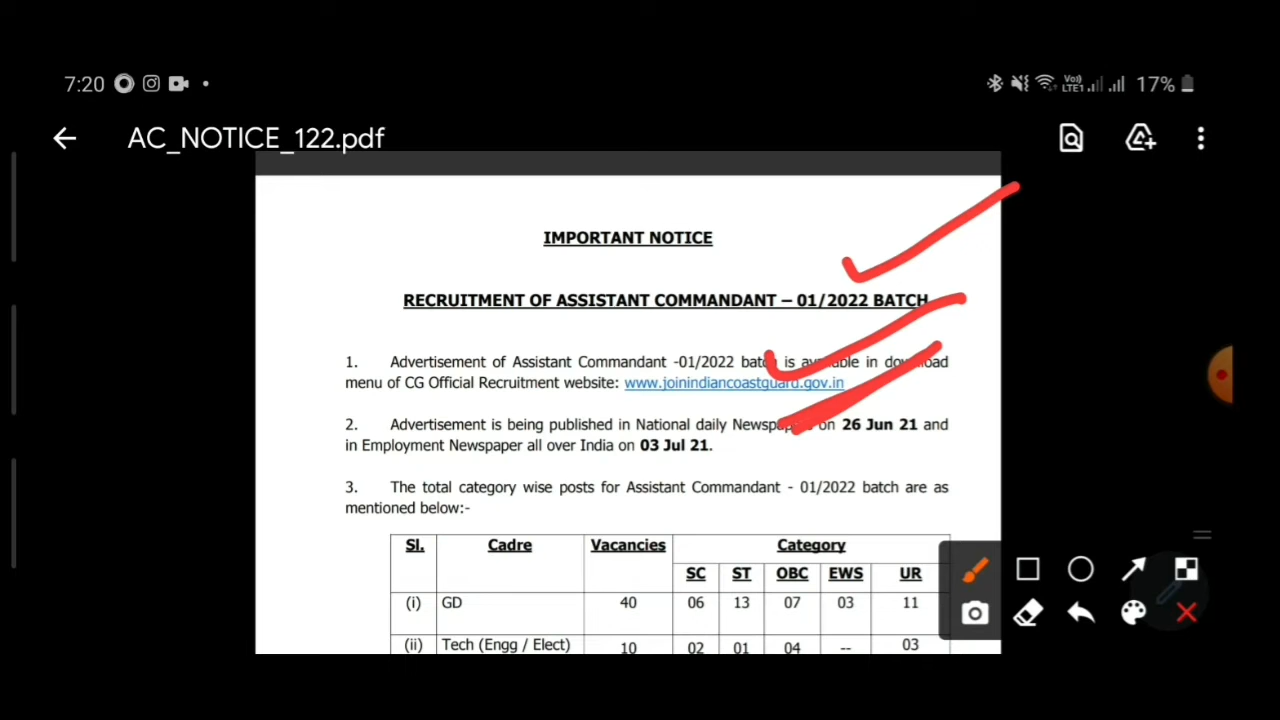 7:20
Vo)) LTE1 17%
AC_NOTICE_122.pdf
IMPORTANT NOTICE
RECRUITMENT OF ASSISTANT COMMANDANT – 01/2022 BATCH
1. Advertisement of Assistant Commandant -01/2022 batch is available in download
menu of CG Official Recruitment website: www.joinindiancoastguard.gov.in
2. Advertisement is being published in National daily Newspapers on 26 Jun 21 and
in Employment Newspaper all over India on 03 Jul 21.
3. The total category wise posts for Assistant Commandant - 01/2022 batch are as
mentioned below:-
Sl. Cadre Vacancies Category
SC ST OBC EWS UR
(i) GD 40 06 13 07 03 11
(ii) Tech (Engg / Elect) 10 02 01 04 -- 03